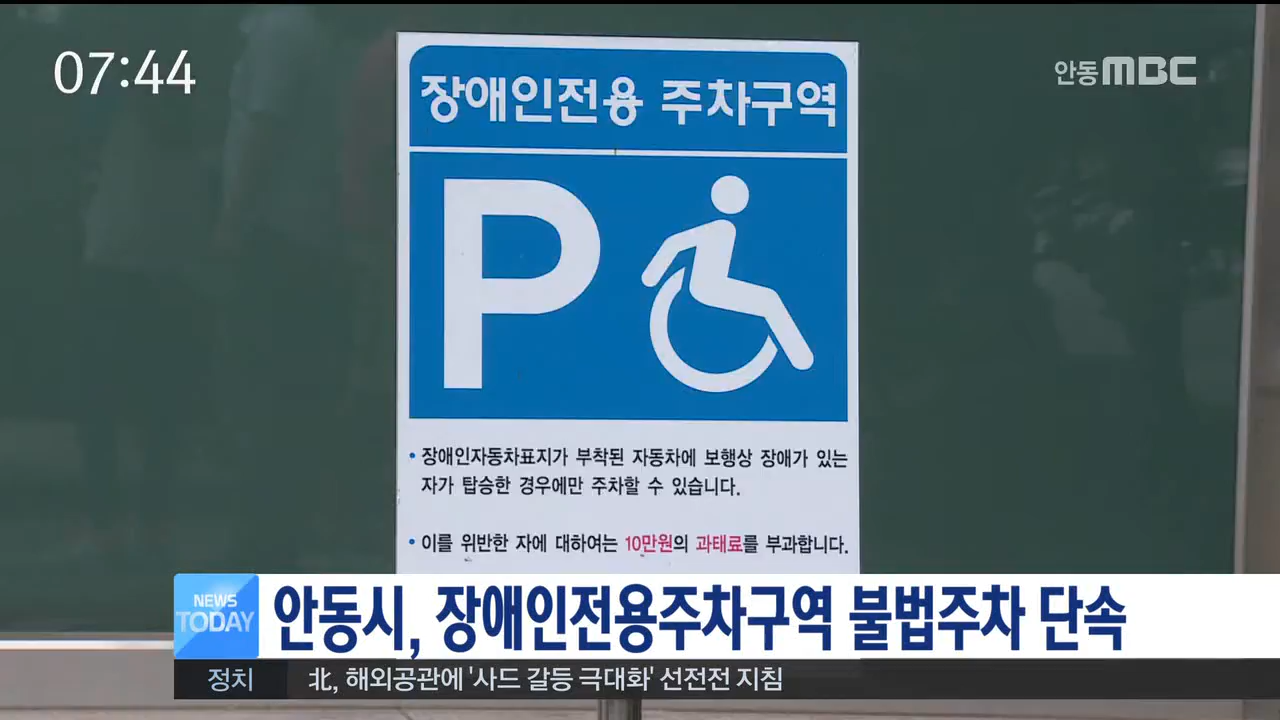 07:44
안동MBC
장애인전용 주차구역
P
• 장애인자동차표지가 부착된 자동차에 보행상 장애가 있는
자가 탑승한 경우에만 주차할 수 있습니다.
• 이를 위반한 자에 대하여는 10만원의 과태료를 부과합니다.
NEWS
TODAY
안동시, 장애인전용주차구역 불법주차 단속
정치 北, 해외공관에 '사드 갈등 극대화' 선전전 지침